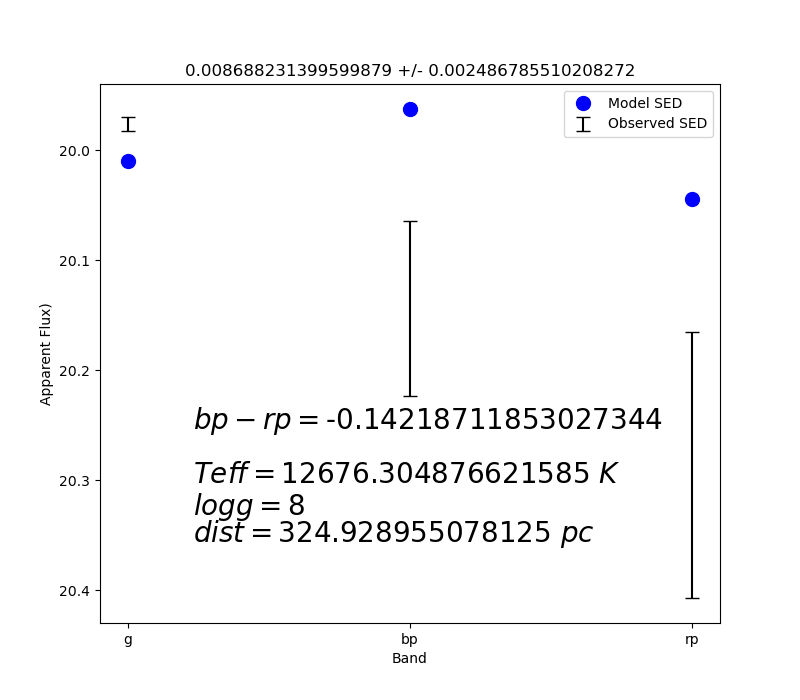 0.008688231399599879 +/- 0.002486785510208272
Model SED
Observed SED
20.0
20.1
20.2
20.3
20.4
Apparent Flux)
bp − rp = -0.14218711853027344
Teff = 12676.304876621585 K
logg = 8
dist = 324.928955078125 pc
g
bp
rp
Band